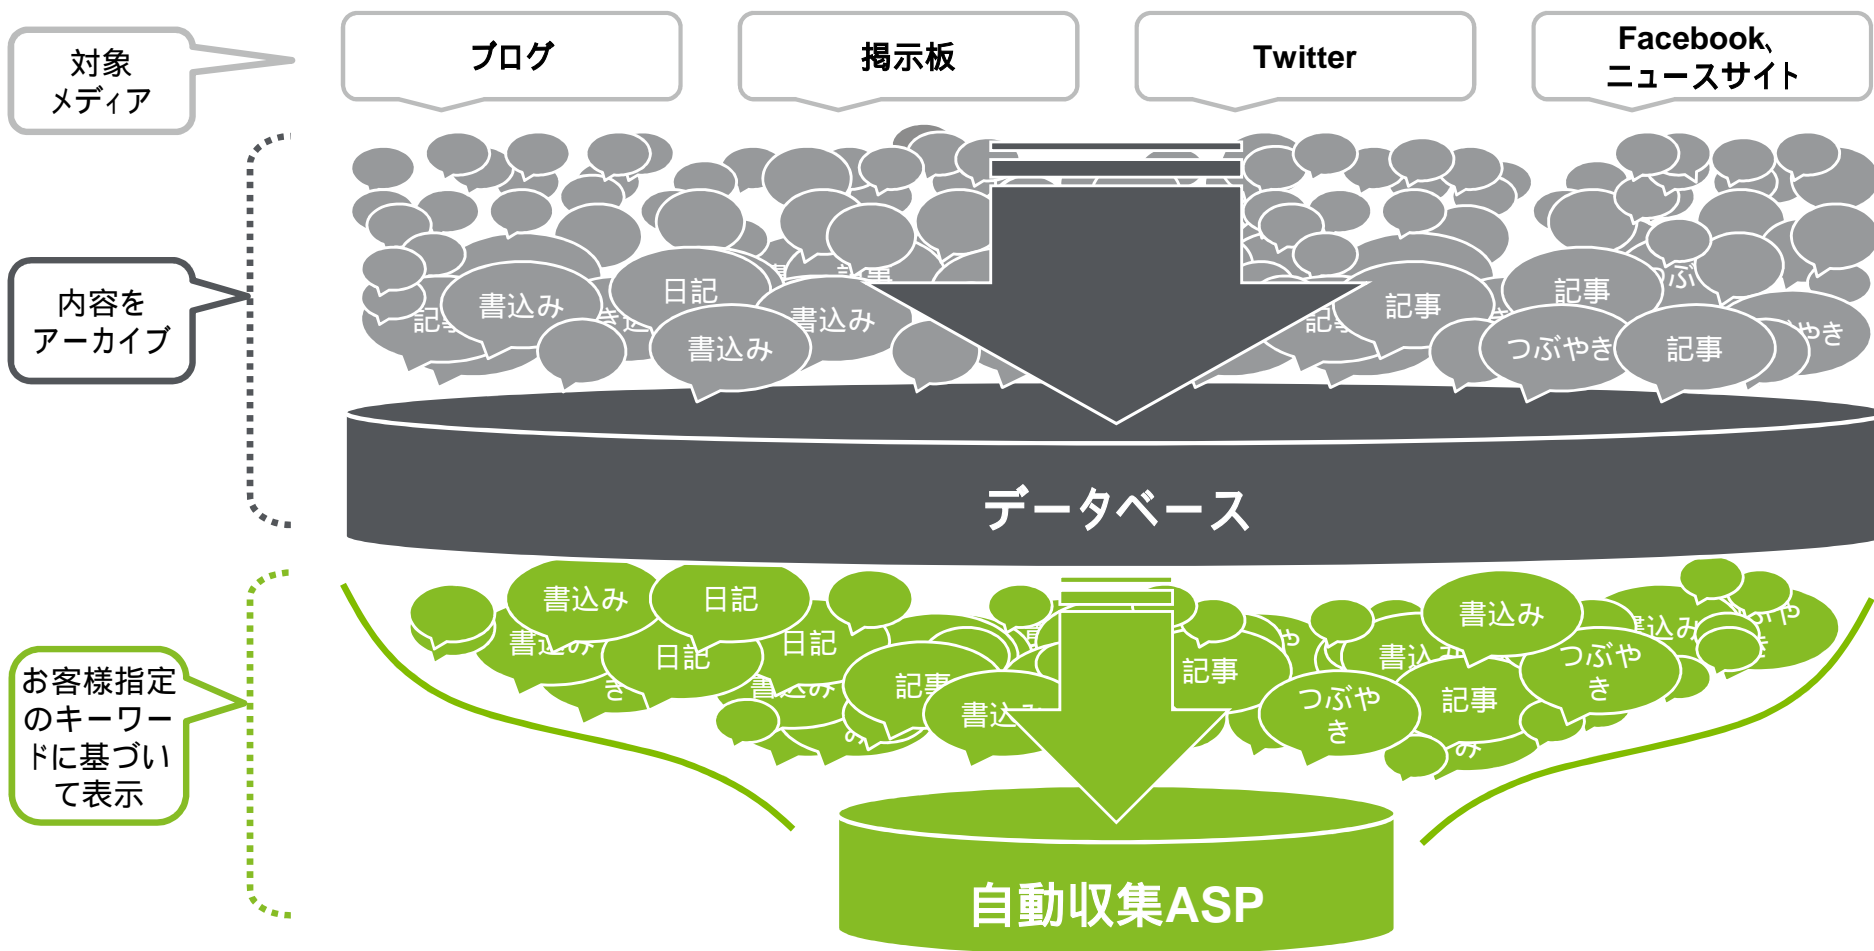 対象
メディア
ブログ
掲示板
Twitter
Facebook、
ニュースサイト
内容を
アーカイブ
書込み
日記
書込み
書込み
記事
記事
つぶやき
記事
データベース
お客様指定
のキーワー
ドに基づい
て表示
書込み
日記
日記
日記
記事
記事
書込み
つぶや
き
記事
つぶや
き
書込み
自動収集ASP